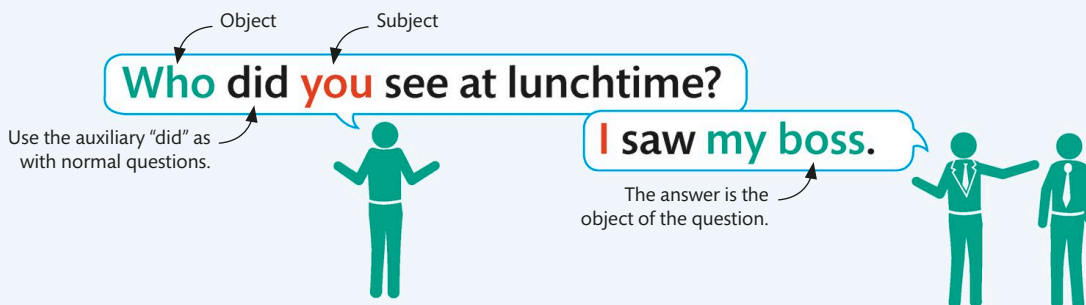 Object
Subject
Who did you see at lunchtime?
Use the auxiliary “did” as
with normal questions.
I saw my boss.
The answer is the
object of the question.